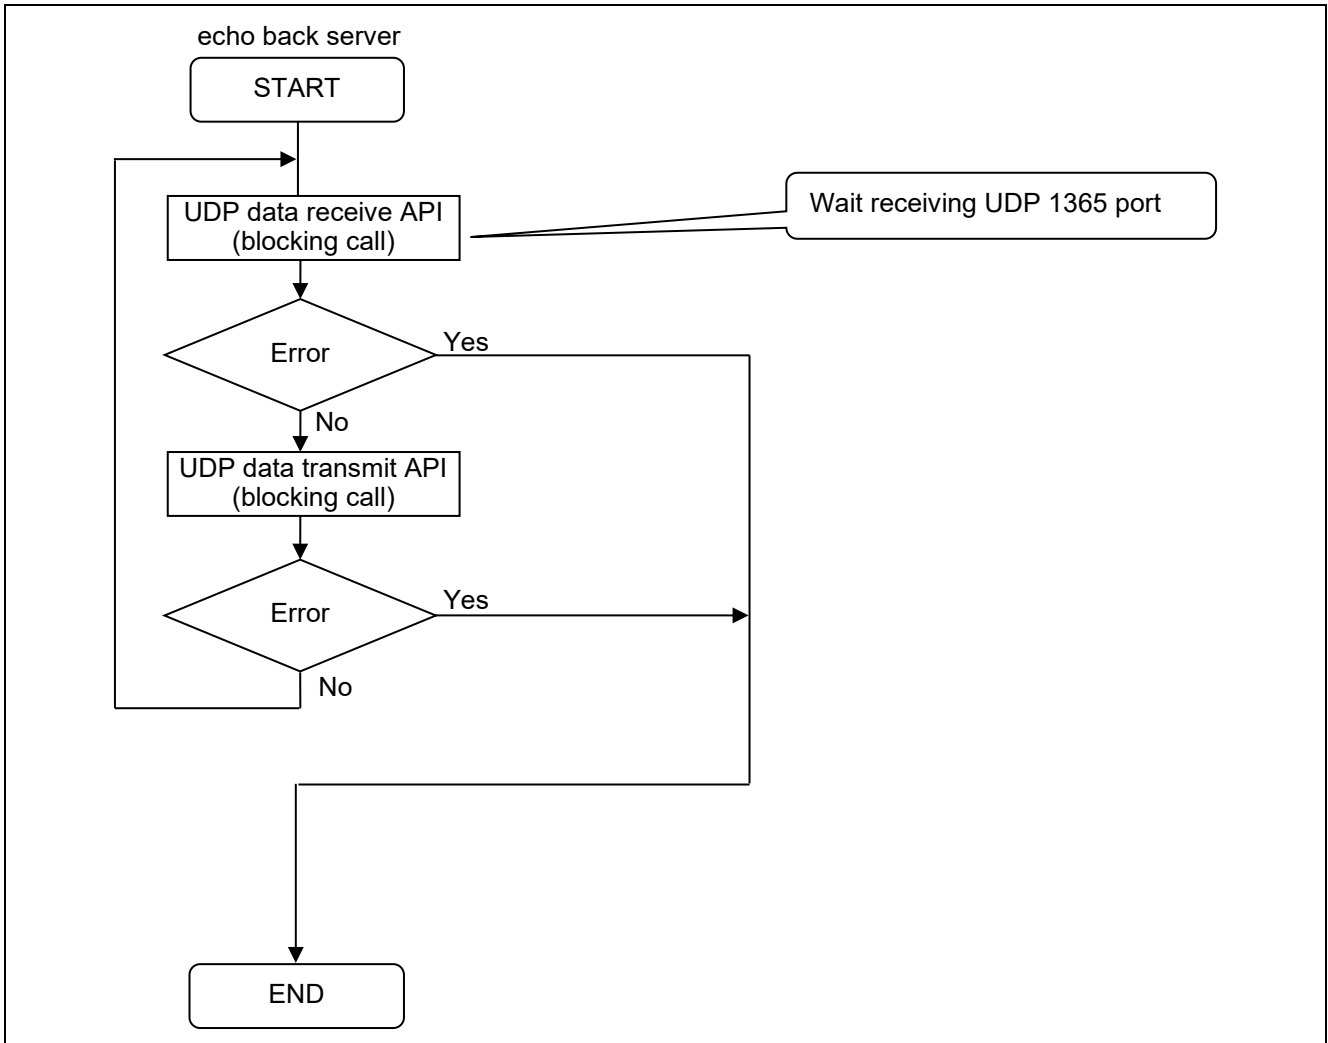 echo back server
START
UDP data receive API
(blocking call)
Wait receiving UDP 1365 port
Error
Yes
No
UDP data transmit API
(blocking call)
Error
Yes
No
END